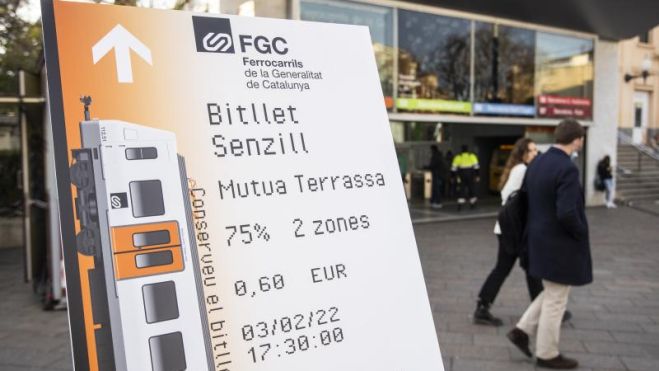 FGC
Ferrocarrils
de la Generalitat
de Catalunya
Bitllet
Senzill
Mutua Terrassa
75% 2 zones
0,60 EUR
03/02/22
17:30:00
Conserveu el bitlle